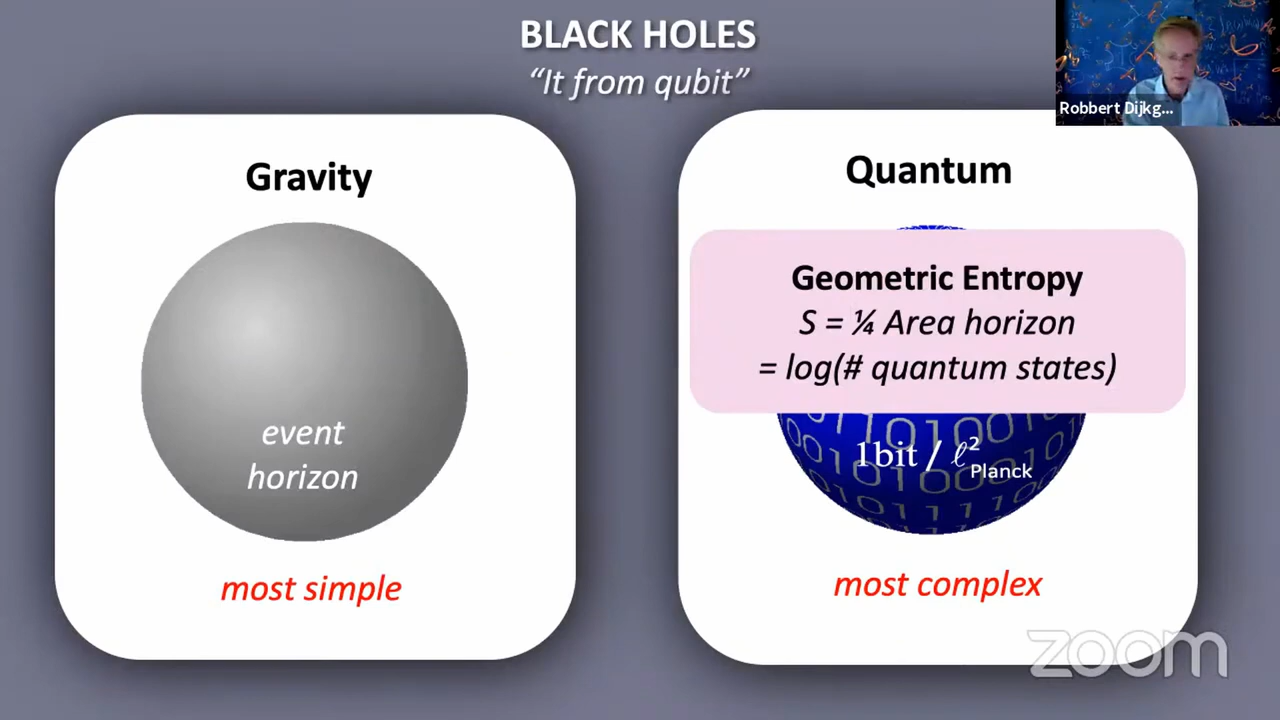 BLACK HOLES
“It from qubit”
Robbert Dijkg...
Gravity
event
horizon
most simple
Quantum
Geometric Entropy
S = ¼ Area horizon
= log(# quantum states)
1bit / ℓ²Planck
most complex
zoom